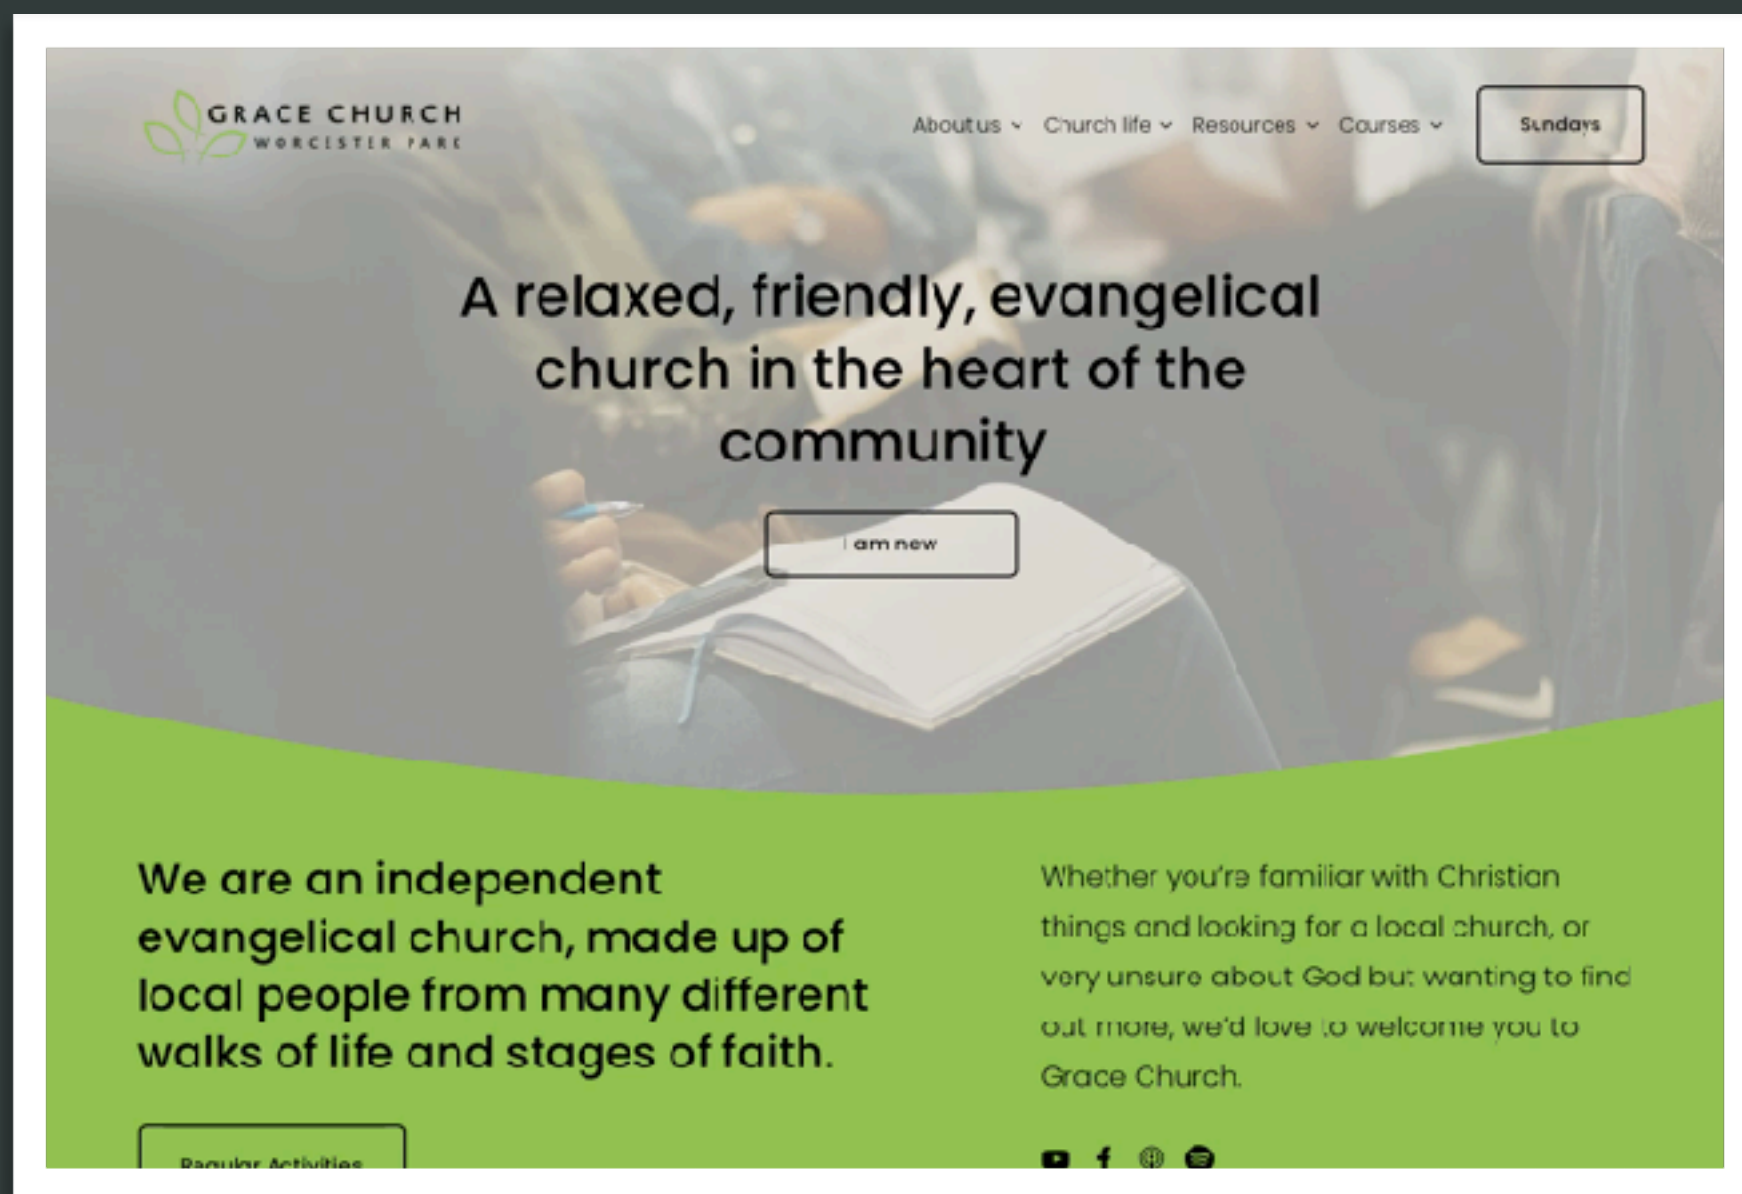 GRACE CHURCH
WORCESTER PARK
About us
Church life
Resources
Courses
Sundays
A relaxed, friendly, evangelical
church in the heart of the
community
I am new
We are an independent
evangelical church, made up of
local people from many different
walks of life and stages of faith.
Regular Activities
Whether you're familiar with Christian
things and looking for a local church, or
very unsure about God but wanting to find
out more, we'd love to welcome you to
Grace Church.